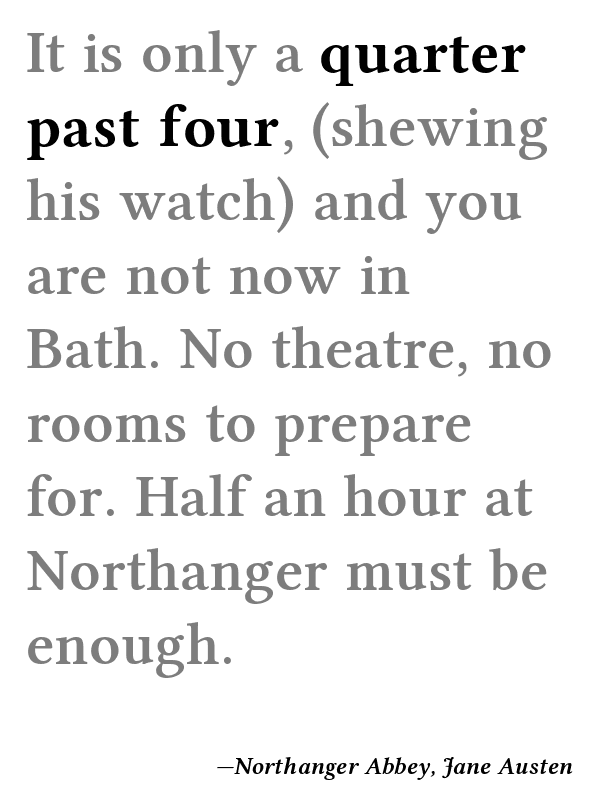 It is only a quarter
past four, (shewing
his watch) and you
are not now in
Bath. No theatre, no
rooms to prepare
for. Half an hour at
Northanger must be
enough.
—Northanger Abbey, Jane Austen